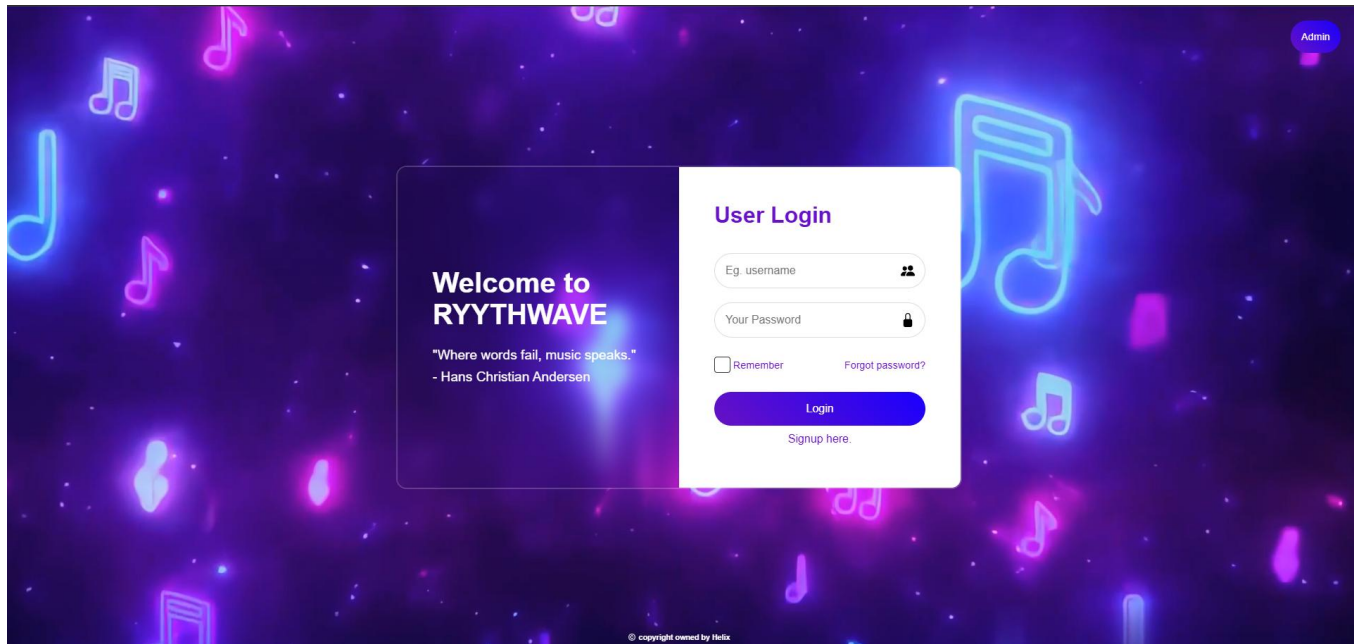 Admin
Welcome to
RYYTHWAVE
"Where words fail, music speaks."
- Hans Christian Andersen
User Login
Eg. username
Your Password
Remember
Forgot password?
Login
Signup here.
© copyright owned by Helix